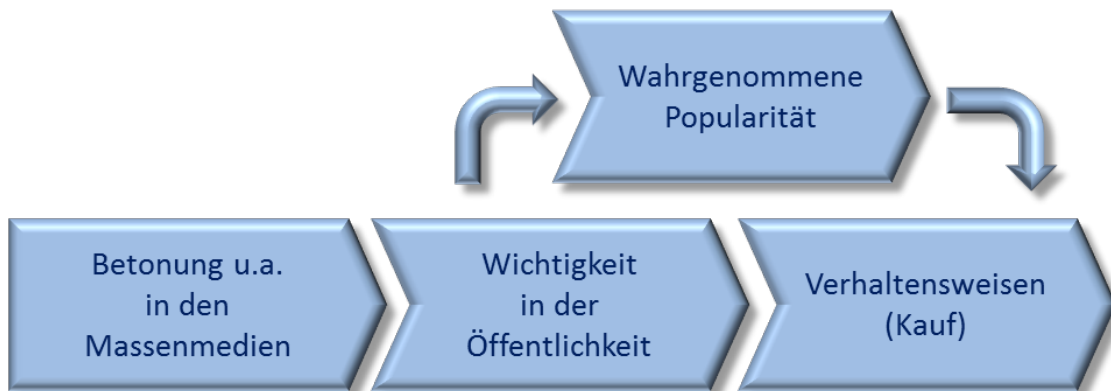 Wahrgenommene
Popularität
Betonung u.a.
in den
Massenmedien
Wichtigkeit
in der
Öffentlichkeit
Verhaltensweisen
(Kauf)